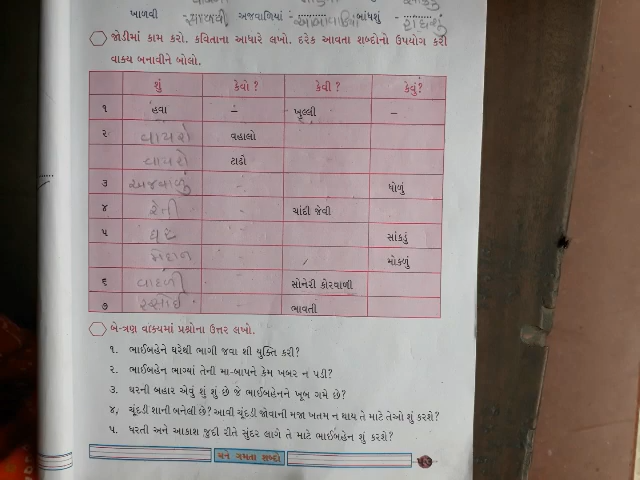 ખાળવી સાળવી અજવાળિયાં - બાંધશું
જોડીમાં કામ કરો. કવિતાના આધારે લખો. દરેક આવતા શબ્દોનો ઉપયોગ કરી
વાક્ય બનાવીને બોલો.
શું કેવો? કેવી? કેવું?
૧ હવા – ખુલ્લી –
૨ વાયરો વહાલો
વાયરો ટાઢો
૩ અજવાળું ધોળું
૪ રેતી ચાંદી જેવી
૫ ઘર સાંકડું
મેદાન મોકળું
૬ વાદળી સોનેરી કોરવાળી
૭ રસોઈ ભાવતી
બે-ત્રણ વાક્યમાં પ્રશ્નોના ઉત્તર લખો.
૧. ભાઈબહેને ઘરેથી ભાગી જવા શી યુક્તિ કરી?
૨. ભાઈબહેન ભાગ્યાં તેની મા-બાપને કેમ ખબર ન પડી?
૩. ઘરની બહાર એવું શું શું છે જે ભાઈબહેનને ખૂબ ગમે છે?
૪. ચૂંદડી શાની બનેલી છે? આવી ચૂંદડી જોવાની મજા ખતમ ન થાય તે માટે તેઓ શું કરશે?
૫. ધરતી અને આકાશ જુદી રીતે સુંદર લાગે તે માટે ભાઈબહેન શું કરશે?
મને ગમતા શબ્દો